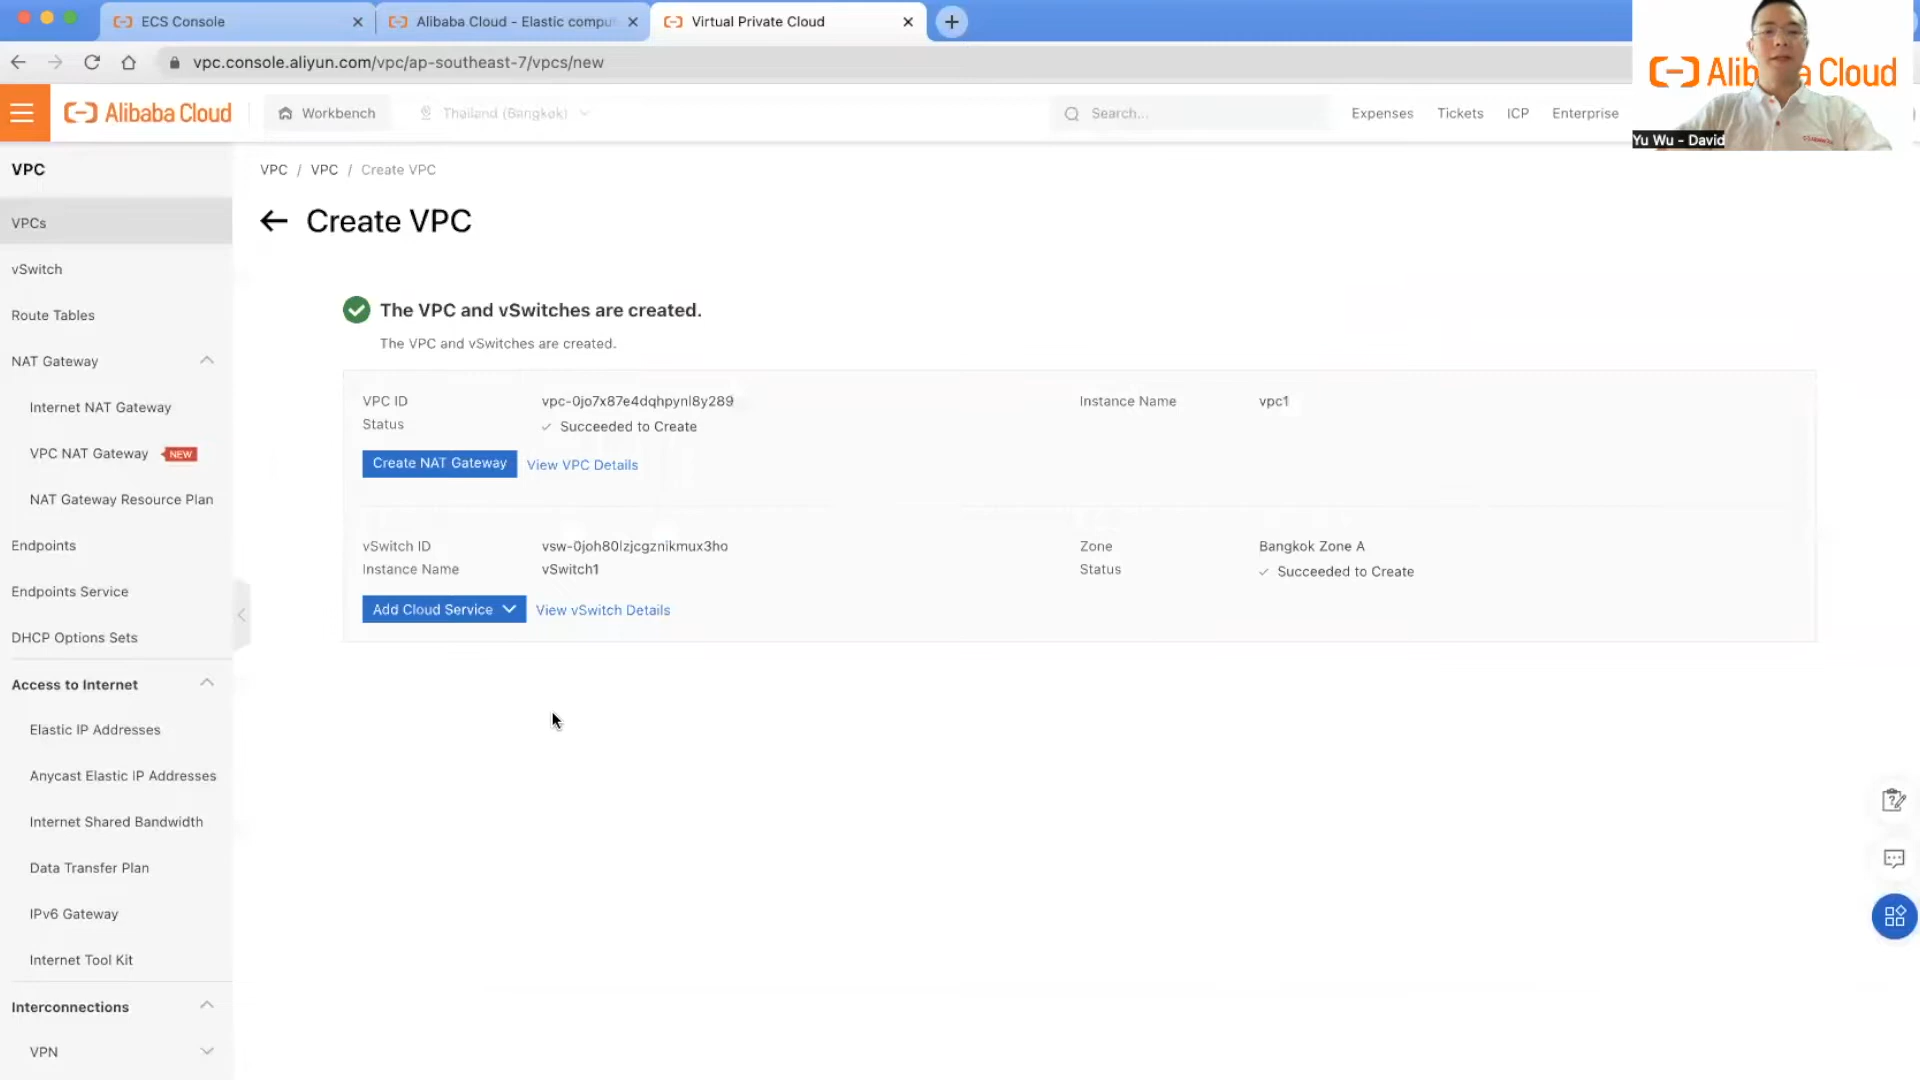 ECS Console
Alibaba Cloud - Elastic compu
Virtual Private Cloud
vpc.console.aliyun.com/vpc/ap-southeast-7/vpcs/new
Alibaba Cloud
Workbench
Thailand (Bangkok)
Search...
Expenses
Tickets
ICP
Enterprise
Alib a Cloud
Yu Wu - David
VPC
VPCs
vSwitch
Route Tables
NAT Gateway
Internet NAT Gateway
VPC NAT Gateway NEW
NAT Gateway Resource Plan
Endpoints
Endpoints Service
DHCP Options Sets
Access to Internet
Elastic IP Addresses
Anycast Elastic IP Addresses
Internet Shared Bandwidth
Data Transfer Plan
IPv6 Gateway
Internet Tool Kit
Interconnections
VPN
VPC / VPC / Create VPC
Create VPC
The VPC and vSwitches are created.
The VPC and vSwitches are created.
VPC ID vpc-0jo7x87e4dqhpynl8y289 Instance Name vpc1
Status Succeeded to Create
Create NAT Gateway View VPC Details
vSwitch ID vsw-0joh80lzjcgznikmux3ho Zone Bangkok Zone A
Instance Name vSwitch1 Status Succeeded to Create
Add Cloud Service View vSwitch Details